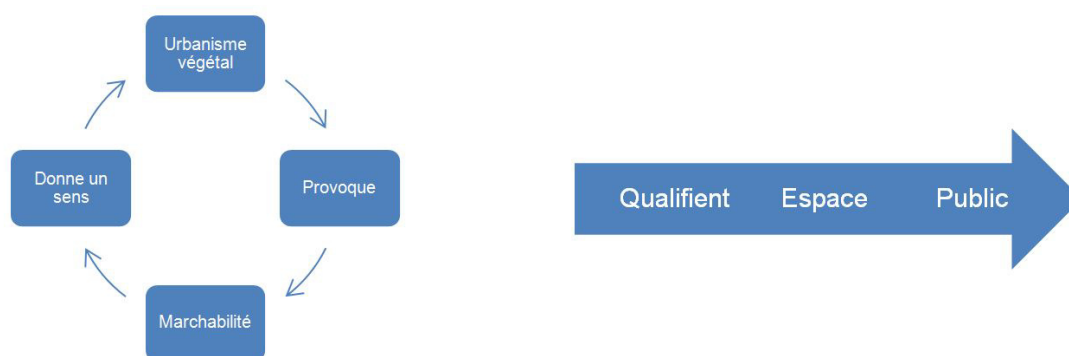 Urbanisme
végétal
Provoque
Marchabilité
Donne un
sens
Qualifient Espace Public